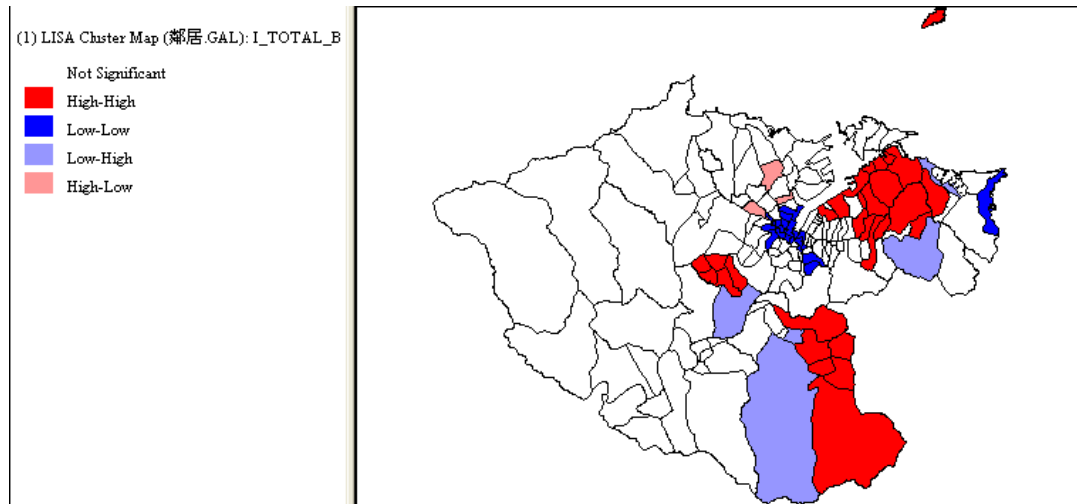 (1) LISA Cluster Map (鄰居.GAL): I_TOTAL_B
Not Significant
High-High
Low-Low
Low-High
High-Low